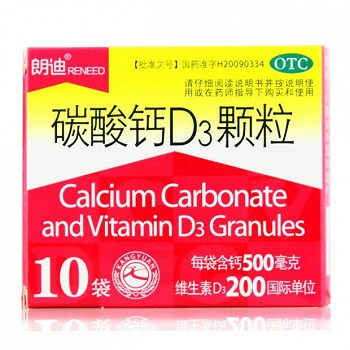 朗迪 RENEED
【批准文号】国药准字H20090334 OTC
请仔细阅读说明书并按说明使
用或在药师指导下购买和使用
碳酸钙D3颗粒
Calcium Carbonate
and Vitamin D3 Granules
10袋
KANGYUAN
每袋含钙500毫克
维生素D3 200国际单位